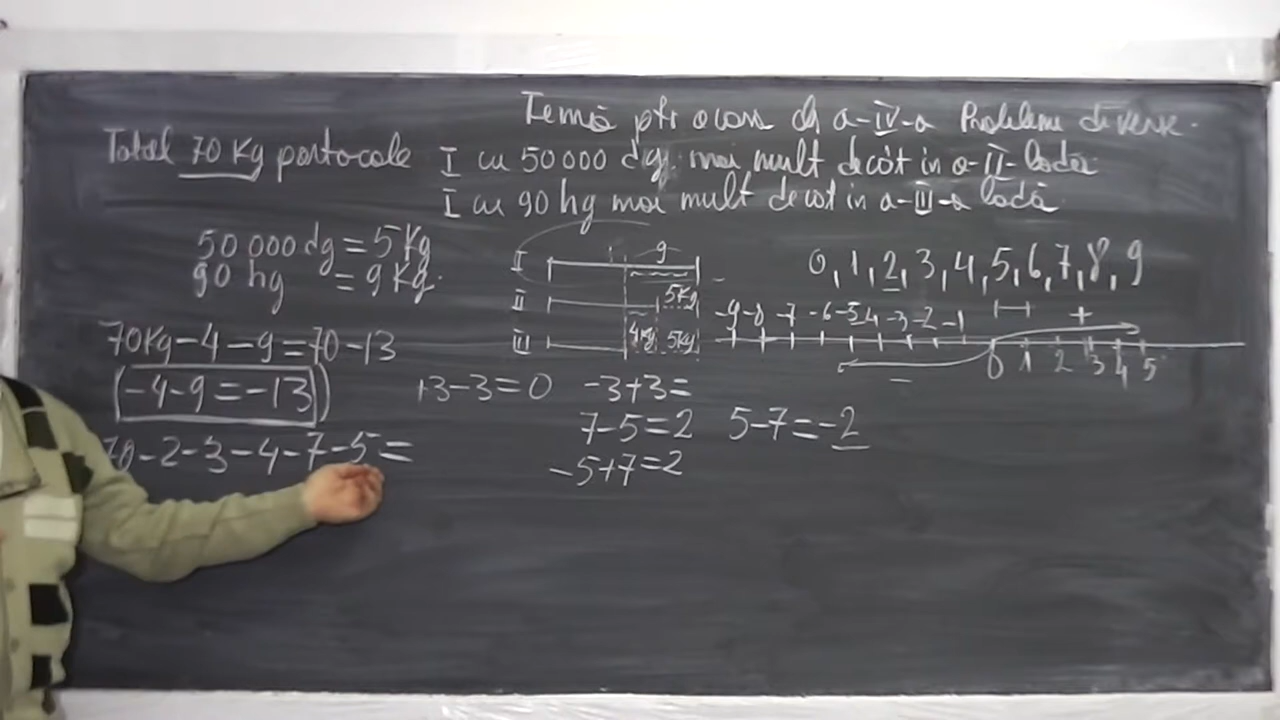 Temă ptr acasă cls a-IV-a Probleme diverse.
Total 70 Kg portocale
I cu 50000 dg mai mult decât în a-II-ladă
I cu 90 hg mai mult decât în a-III-a ladă
50 000 dg = 5 Kg
90 hg = 9 Kg.
I 9
II 5Kg
III 4Kg 5Kg
0, 1, 2, 3, 4, 5, 6, 7, 8, 9
-9 -8 -7 -6 -5 -4 -3 -2 -1 +
0 1 2 3 4 5
−
70Kg-4-9=70-13
(-4-9=-13)
70-2-3-4-7-5=
+3-3=0 -3+3=
7-5=2 5-7=-2
-5+7=2